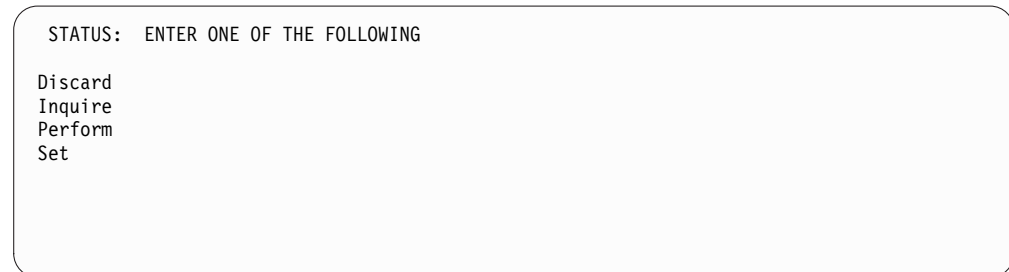 STATUS:  ENTER ONE OF THE FOLLOWING
Discard
Inquire
Perform
Set